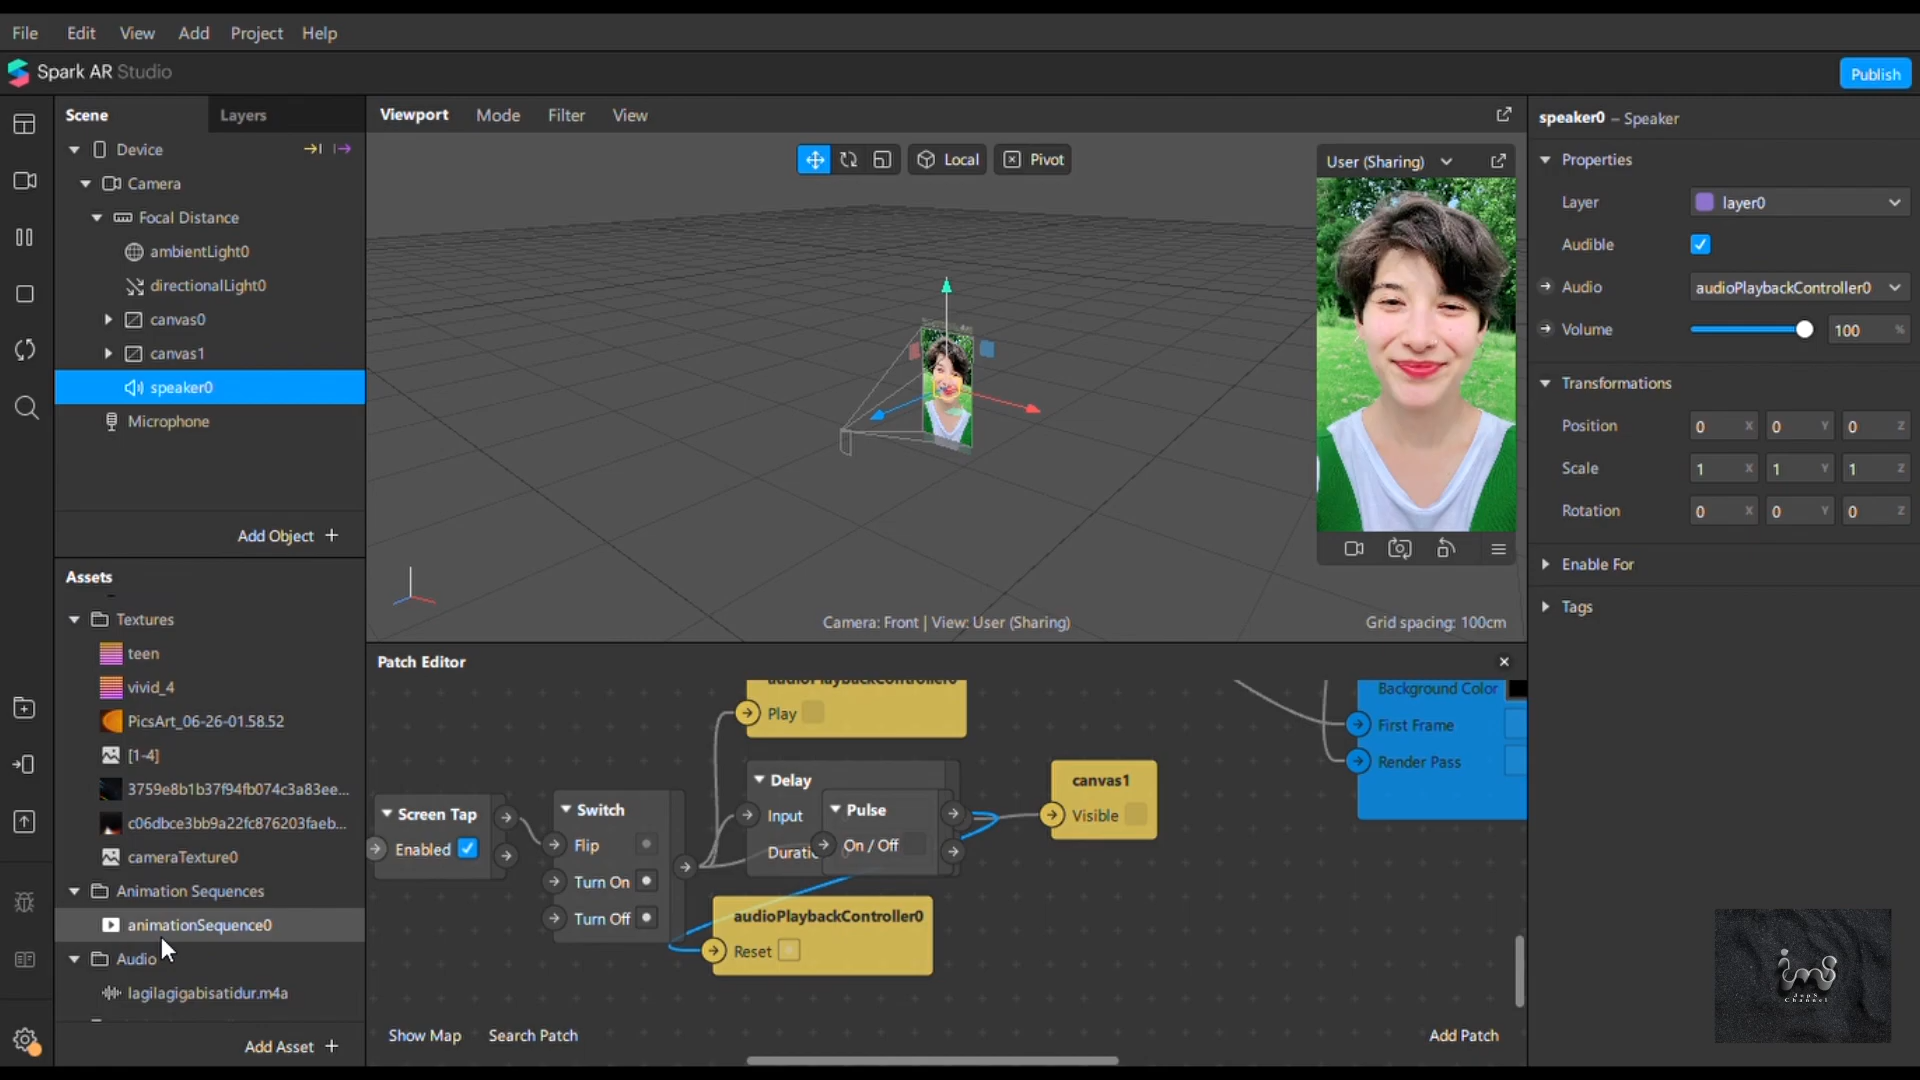 File Edit View Add Project Help
Spark AR Studio
Publish
Scene Layers
Device
Camera
Focal Distance
ambientLight0
directionalLight0
canvas0
canvas1
speaker0
Microphone
Add Object +
Assets
Textures
teen
vivid_4
PicsArt_06-26-01.58.52
[1-4]
3759e8b1b37f94fb074c3a83ee...
c06dbce3bb9a22fc876203faeb...
cameraTexture0
Animation Sequences
animationSequence0
Audio
lagilagigabisatidur.m4a
Add Asset +
Viewport Mode Filter View
Local Pivot
User (Sharing)
Camera: Front | View: User (Sharing)
Grid spacing: 100cm
Patch Editor
audioPlaybackController0
Play
Delay
Input
Duratio
Pulse
On / Off
canvas1
Visible
Screen Tap
Enabled
Switch
Flip
Turn On
Turn Off
audioPlaybackController0
Reset
Background Color
First Frame
Render Pass
Show Map Search Patch
Add Patch
speaker0 – Speaker
Properties
Layer layer0
Audible
Audio audioPlaybackController0
Volume 100 %
Transformations
Position 0 X 0 Y 0 Z
Scale 1 X 1 Y 1 Z
Rotation 0 X 0 Y 0 Z
Enable For
Tags
JmpS
Channel